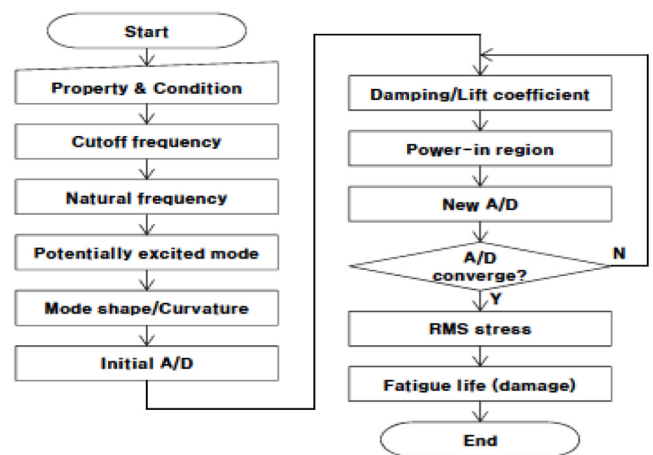 Start
Property & Condition
Cutoff frequency
Natural frequency
Potentially excited mode
Mode shape/Curvature
Initial A/D
Damping/Lift coefficient
Power-in region
New A/D
A/D
converge?
N
Y
RMS stress
Fatigue life (damage)
End